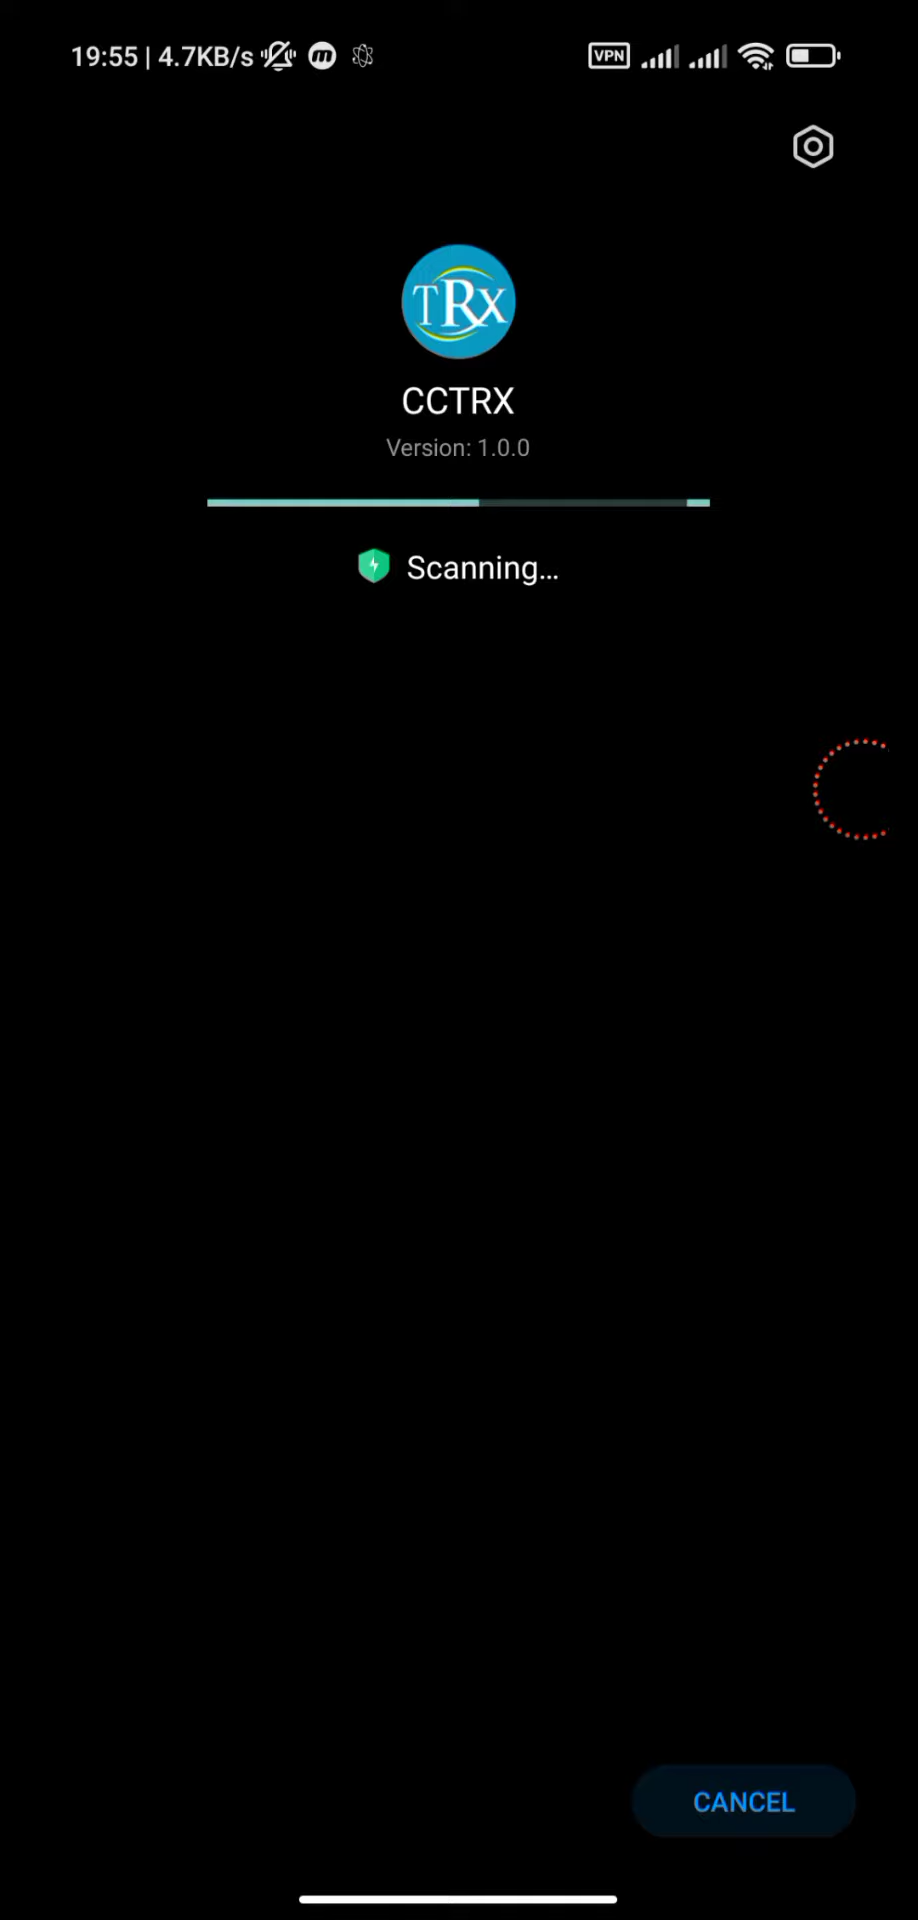 19:55 | 4.7KB/s
VPN
TRX
CCTRX
Version: 1.0.0
Scanning...
CANCEL